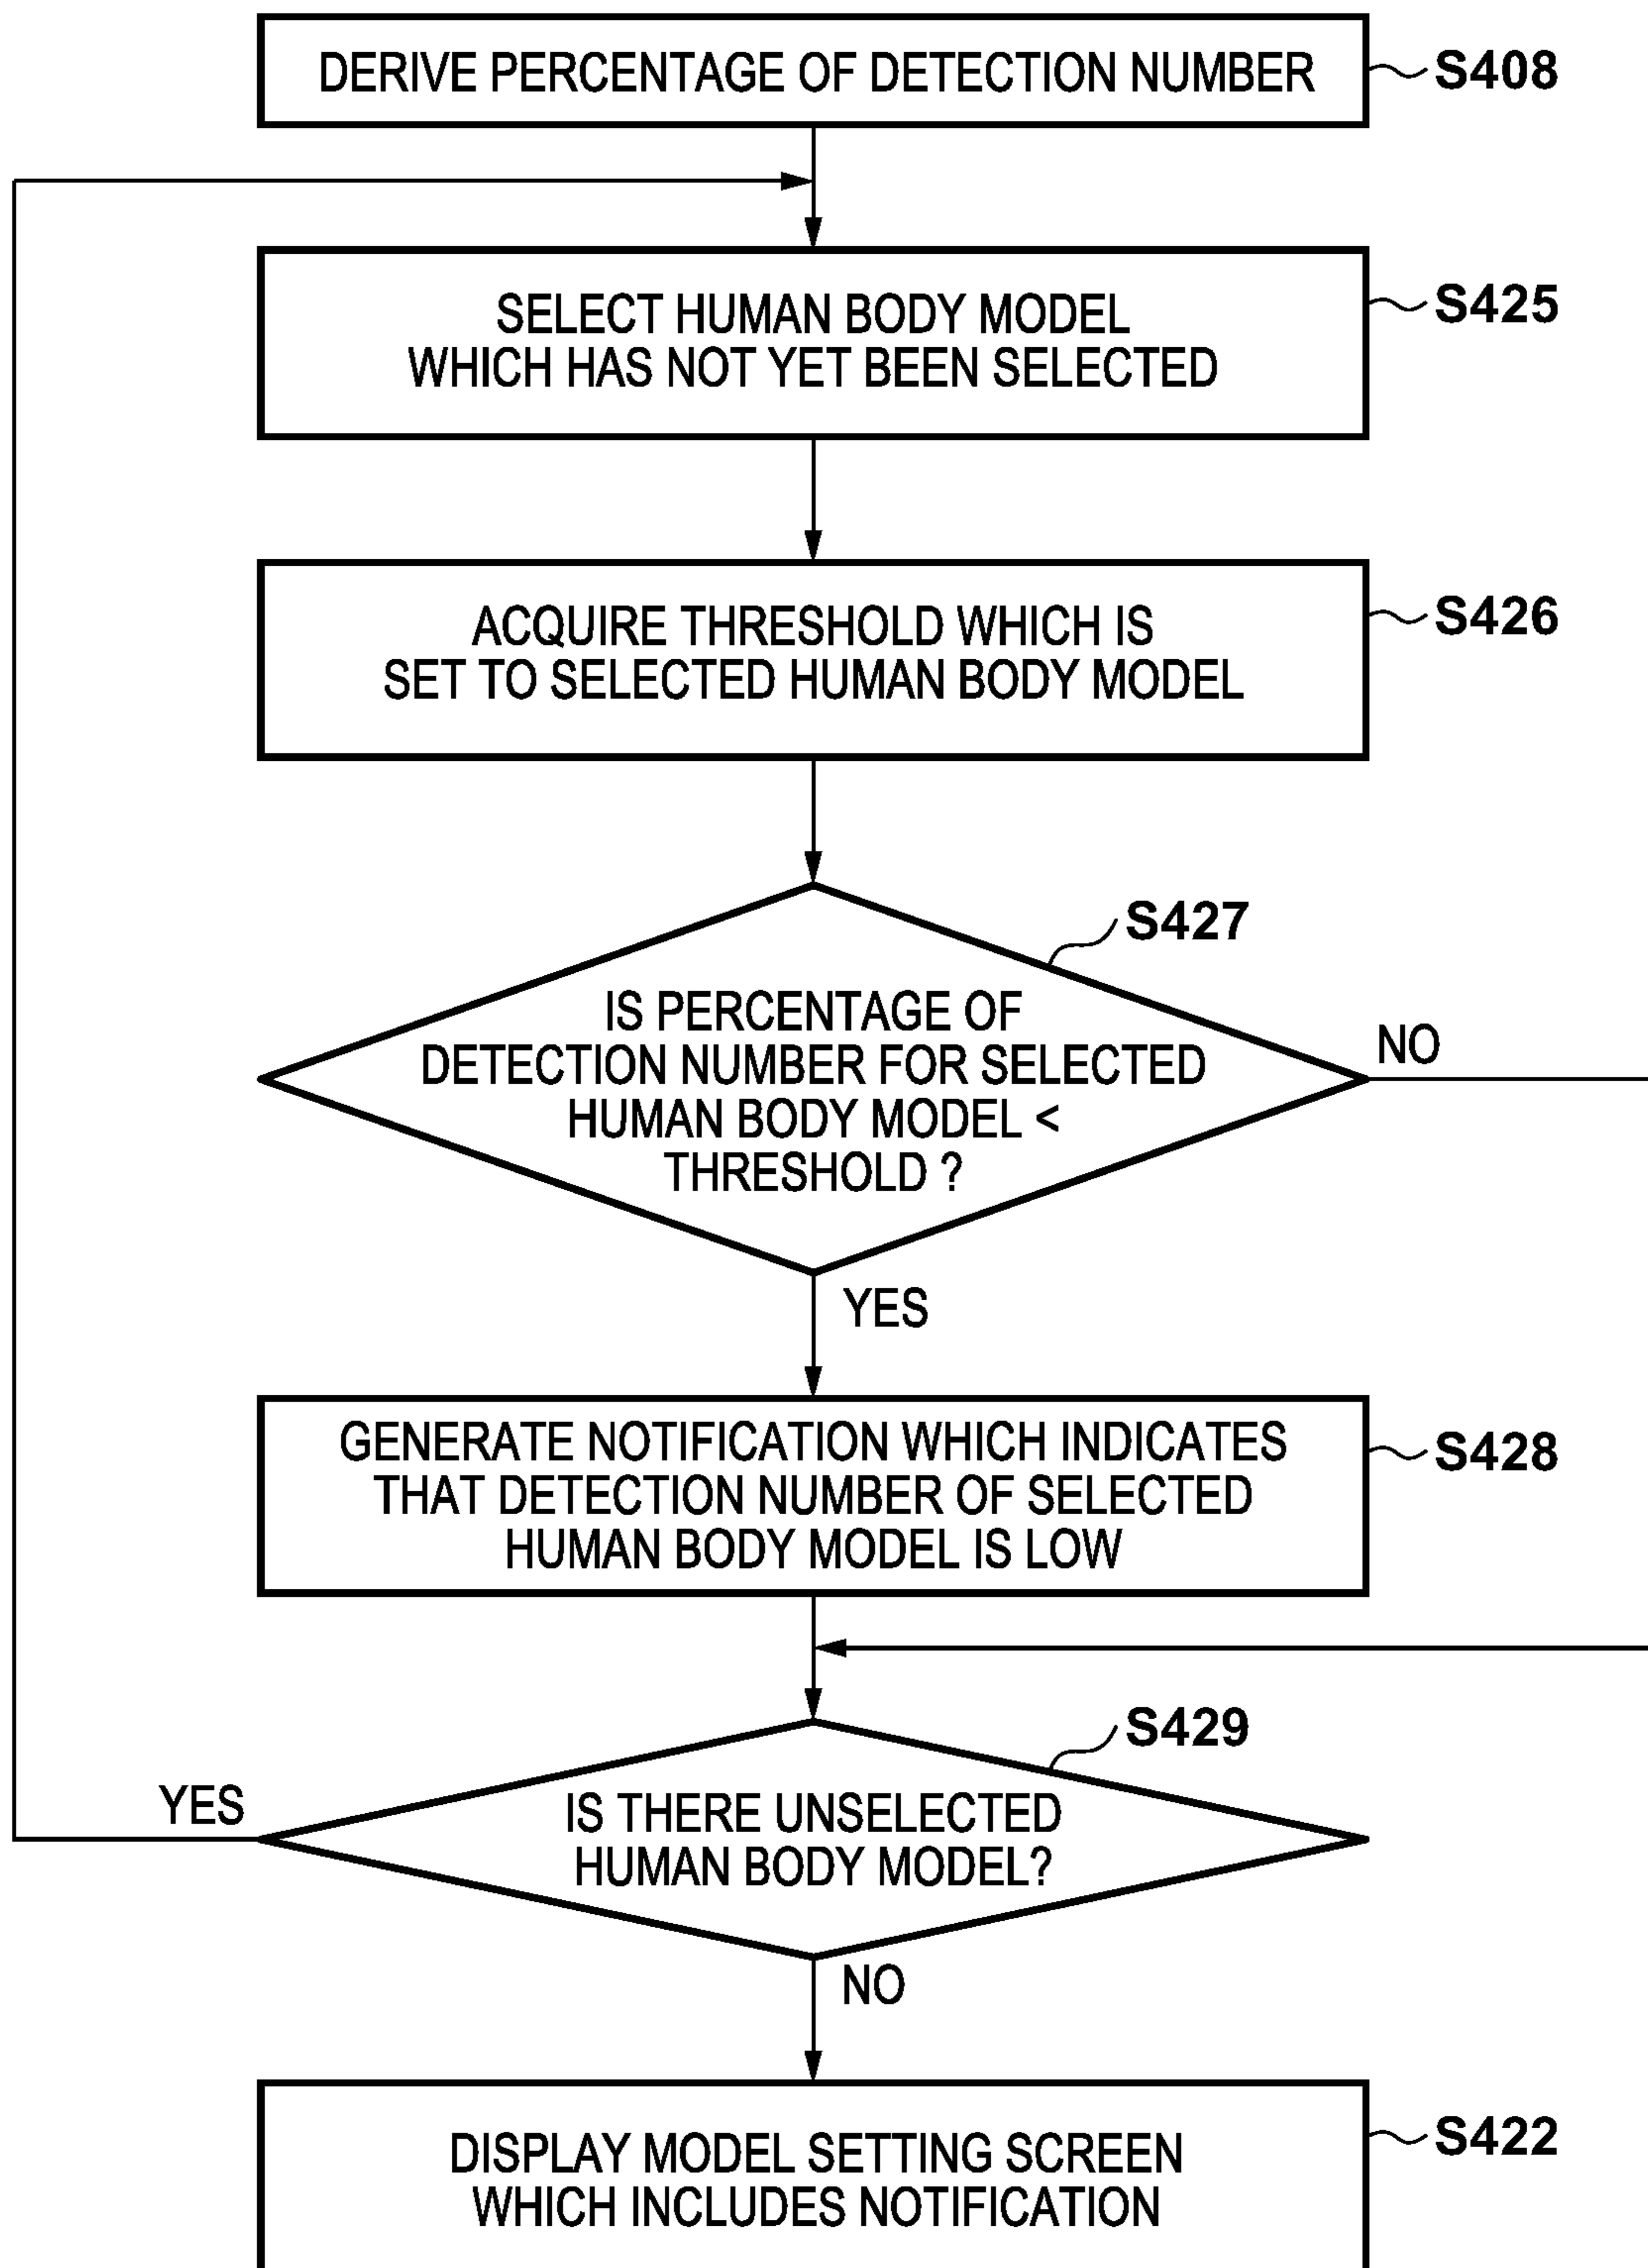 DERIVE PERCENTAGE OF DETECTION NUMBER
S408
SELECT HUMAN BODY MODEL
WHICH HAS NOT YET BEEN SELECTED
S425
ACQUIRE THRESHOLD WHICH IS
SET TO SELECTED HUMAN BODY MODEL
S426
S427
IS PERCENTAGE OF
DETECTION NUMBER FOR SELECTED
HUMAN BODY MODEL <
THRESHOLD ?
NO
YES
GENERATE NOTIFICATION WHICH INDICATES
THAT DETECTION NUMBER OF SELECTED
HUMAN BODY MODEL IS LOW
S428
S429
YES
IS THERE UNSELECTED
HUMAN BODY MODEL?
NO
DISPLAY MODEL SETTING SCREEN
WHICH INCLUDES NOTIFICATION
S422